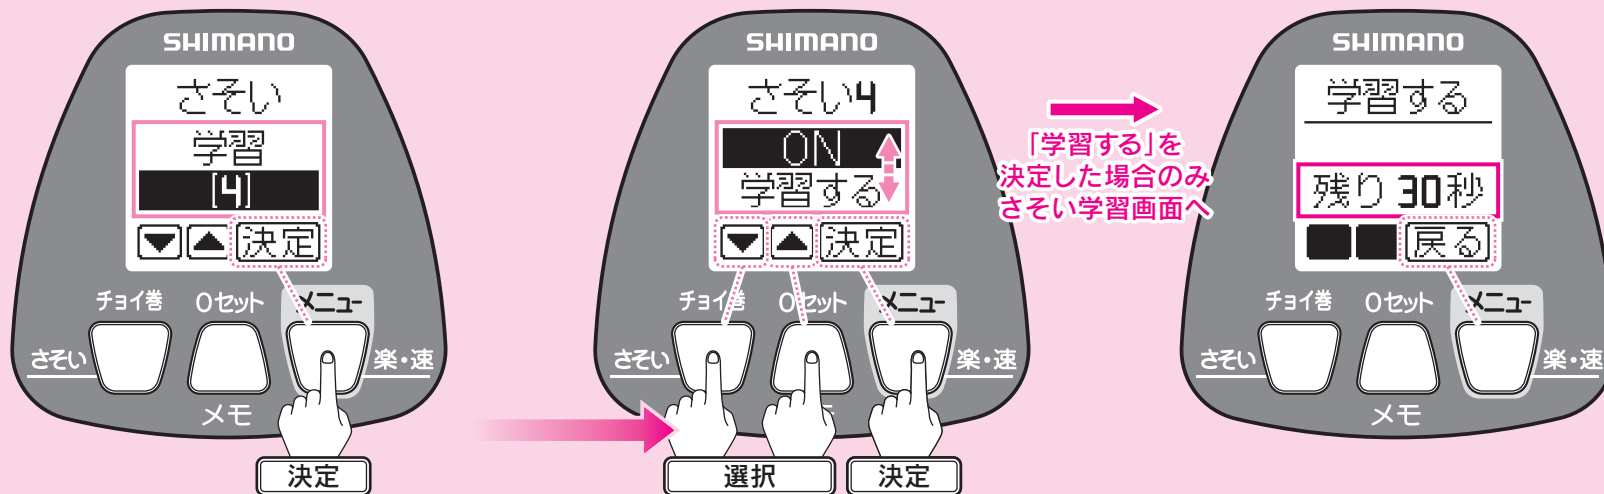 SHIMANO
さそい
学習
[4]
▼▲決定
チョイ巻 0セット メニュー
さそい 楽・速
メモ
決定
SHIMANO
さそい4
ON
学習する
▼▲決定
チョイ巻 0セット メニュー
さそい 楽・速
選択 決定
「学習する」を
決定した場合のみ
さそい学習画面へ
SHIMANO
学習する
残り30秒
戻る
チョイ巻 0セット メニュー
さそい 楽・速
メモ